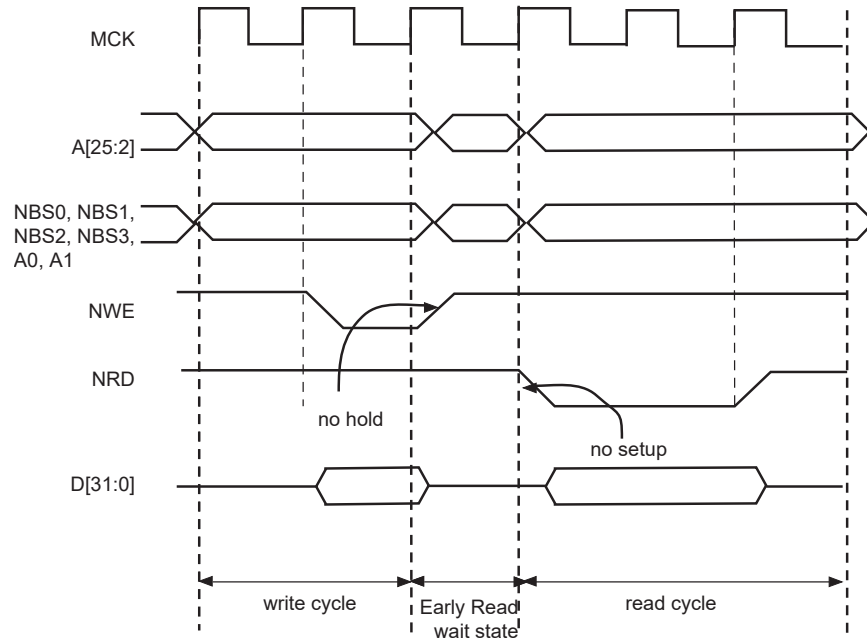 MCK
A[25:2]
NBS0, NBS1,
NBS2, NBS3,
A0, A1
NWE
NRD
no hold
no setup
D[31:0]
write cycle
Early Read
wait state
read cycle